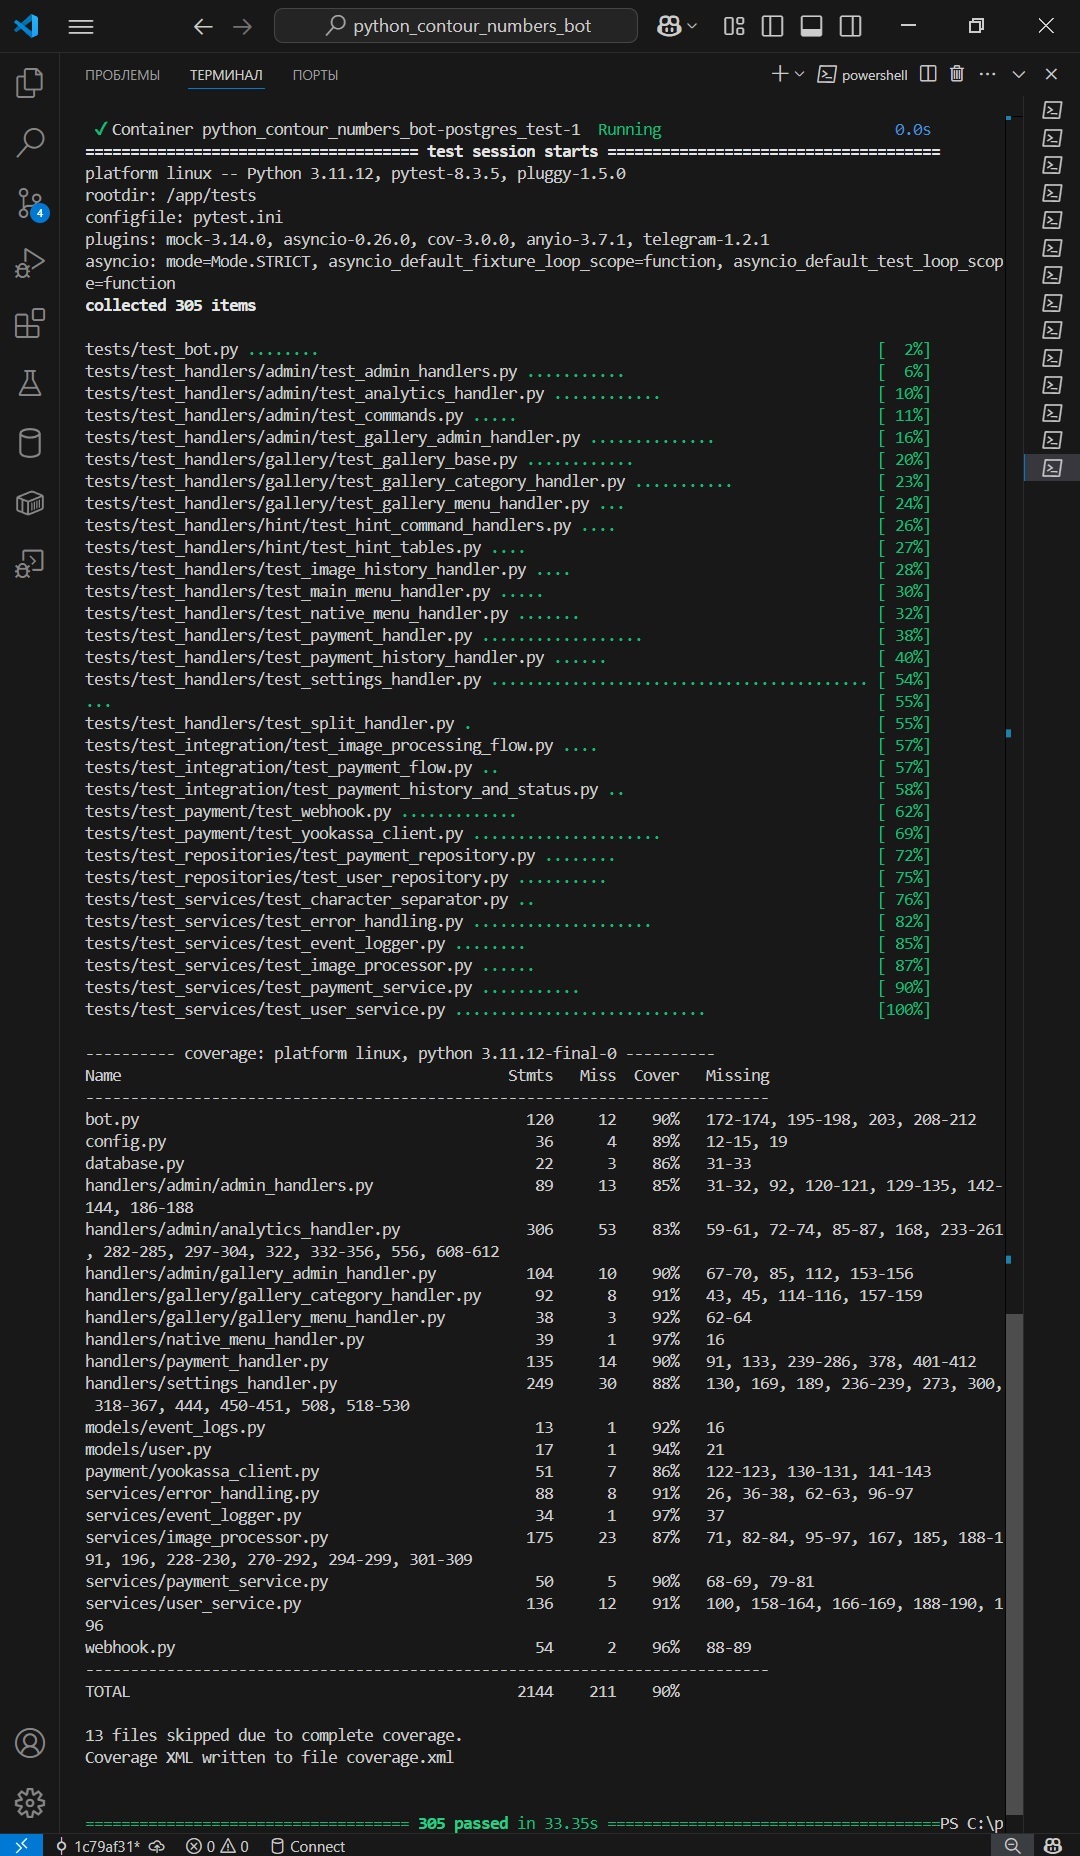 python_contour_numbers_bot
ПРОБЛЕМЫ ТЕРМИНАЛ ПОРТЫ powershell
✓ Container python_contour_numbers_bot-postgres_test-1 Running 0.0s
===================================== test session starts =====================================
platform linux -- Python 3.11.12, pytest-8.3.5, pluggy-1.5.0
rootdir: /app/tests
configfile: pytest.ini
plugins: mock-3.14.0, asyncio-0.26.0, cov-3.0.0, anyio-3.7.1, telegram-1.2.1
asyncio: mode=Mode.STRICT, asyncio_default_fixture_loop_scope=function, asyncio_default_test_loop_scop
e=function
collected 305 items
tests/test_bot.py ........ [  2%]
tests/test_handlers/admin/test_admin_handlers.py ........... [  6%]
tests/test_handlers/admin/test_analytics_handler.py ............ [ 10%]
tests/test_handlers/admin/test_commands.py ..... [ 11%]
tests/test_handlers/admin/test_gallery_admin_handler.py .............. [ 16%]
tests/test_handlers/gallery/test_gallery_base.py ............ [ 20%]
tests/test_handlers/gallery/test_gallery_category_handler.py ........... [ 23%]
tests/test_handlers/gallery/test_gallery_menu_handler.py ... [ 24%]
tests/test_handlers/hint/test_hint_command_handlers.py .... [ 26%]
tests/test_handlers/hint/test_hint_tables.py .... [ 27%]
tests/test_handlers/test_image_history_handler.py .... [ 28%]
tests/test_handlers/test_main_menu_handler.py ..... [ 30%]
tests/test_handlers/test_native_menu_handler.py ....... [ 32%]
tests/test_handlers/test_payment_handler.py .................. [ 38%]
tests/test_handlers/test_payment_history_handler.py ...... [ 40%]
tests/test_handlers/test_settings_handler.py .......................................... [ 54%]
... [ 55%]
tests/test_handlers/test_split_handler.py . [ 55%]
tests/test_integration/test_image_processing_flow.py .... [ 57%]
tests/test_integration/test_payment_flow.py .. [ 57%]
tests/test_integration/test_payment_history_and_status.py .. [ 58%]
tests/test_payment/test_webhook.py ............. [ 62%]
tests/test_payment/test_yookassa_client.py ..................... [ 69%]
tests/test_repositories/test_payment_repository.py ........ [ 72%]
tests/test_repositories/test_user_repository.py .......... [ 75%]
tests/test_services/test_character_separator.py .. [ 76%]
tests/test_services/test_error_handling.py .................... [ 82%]
tests/test_services/test_event_logger.py ........ [ 85%]
tests/test_services/test_image_processor.py ...... [ 87%]
tests/test_services/test_payment_service.py ........... [ 90%]
tests/test_services/test_user_service.py ............................ [100%]
---------- coverage: platform linux, python 3.11.12-final-0 ----------
Name Stmts Miss Cover Missing
----------------------------------------------------------------------------
bot.py 120 12 90% 172-174, 195-198, 203, 208-212
config.py 36 4 89% 12-15, 19
database.py 22 3 86% 31-33
handlers/admin/admin_handlers.py 89 13 85% 31-32, 92, 120-121, 129-135, 142-
144, 186-188
handlers/admin/analytics_handler.py 306 53 83% 59-61, 72-74, 85-87, 168, 233-261
, 282-285, 297-304, 322, 332-356, 556, 608-612
handlers/admin/gallery_admin_handler.py 104 10 90% 67-70, 85, 112, 153-156
handlers/gallery/gallery_category_handler.py 92 8 91% 43, 45, 114-116, 157-159
handlers/gallery/gallery_menu_handler.py 38 3 92% 62-64
handlers/native_menu_handler.py 39 1 97% 16
handlers/payment_handler.py 135 14 90% 91, 133, 239-286, 378, 401-412
handlers/settings_handler.py 249 30 88% 130, 169, 189, 236-239, 273, 300,
318-367, 444, 450-451, 508, 518-530
models/event_logs.py 13 1 92% 16
models/user.py 17 1 94% 21
payment/yookassa_client.py 51 7 86% 122-123, 130-131, 141-143
services/error_handling.py 88 8 91% 26, 36-38, 62-63, 96-97
services/event_logger.py 34 1 97% 37
services/image_processor.py 175 23 87% 71, 82-84, 95-97, 167, 185, 188-1
91, 196, 228-230, 270-292, 294-299, 301-309
services/payment_service.py 50 5 90% 68-69, 79-81
services/user_service.py 136 12 91% 100, 158-164, 166-169, 188-190, 1
96
webhook.py 54 2 96% 88-89
----------------------------------------------------------------------------
TOTAL 2144 211 90%
13 files skipped due to complete coverage.
Coverage XML written to file coverage.xml
==================================== 305 passed in 33.35s =====================================PS C:\p
4
1c79af31* 0 0 Connect